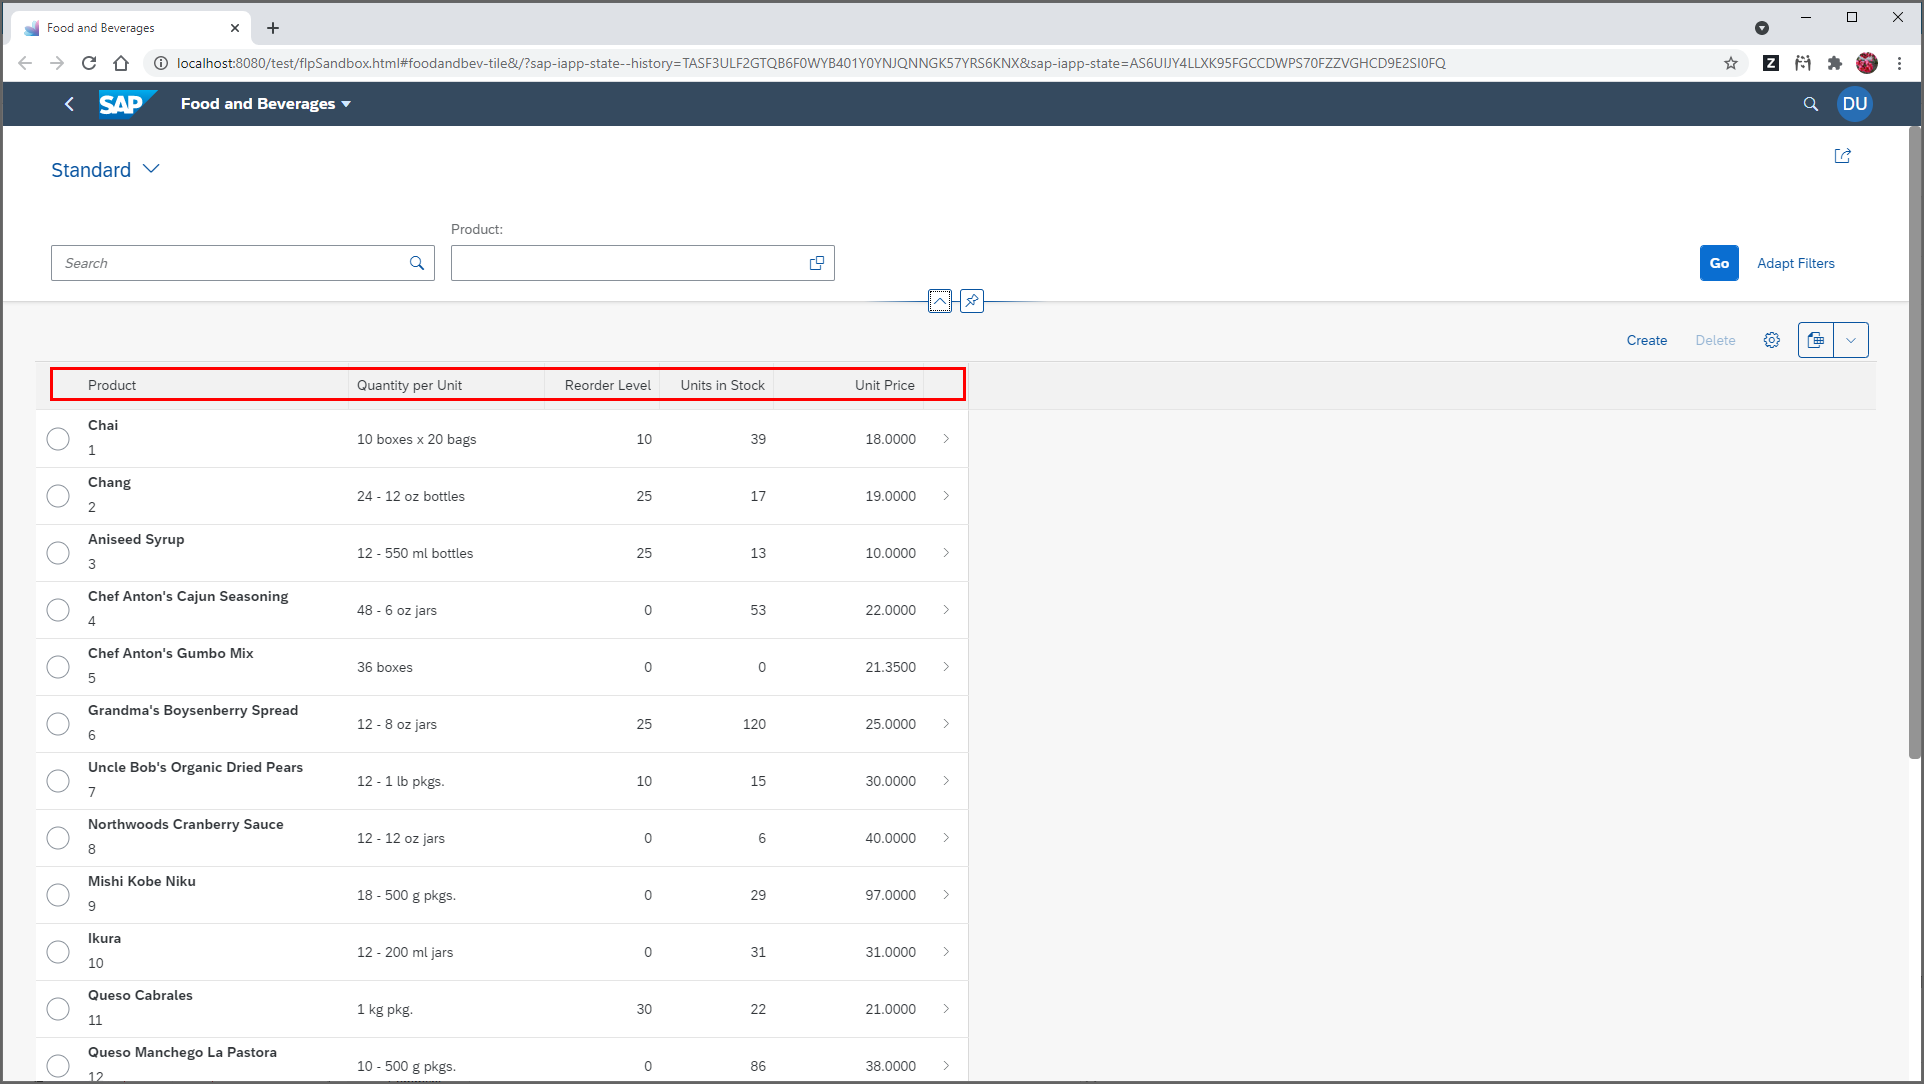 Food and Beverages
localhost:8080/test/flpSandbox.html#foodandbev-tile&/?sap-iapp-state--history=TASF3ULF2GTQB6F0WYB401Y0YNJQNNGK57YRS6KNX&sap-iapp-state=AS6UIJY4LLXK95FGCCDWPS70FZZVGHCD9E2SI0FQ
SAP Food and Beverages DU
Standard
Product:
Search Go Adapt Filters
Create Delete
Product Quantity per Unit Reorder Level Units in Stock Unit Price
Chai
10 boxes x 20 bags 10 39 18.0000
1
Chang
24 - 12 oz bottles 25 17 19.0000
2
Aniseed Syrup
12 - 550 ml bottles 25 13 10.0000
3
Chef Anton's Cajun Seasoning
48 - 6 oz jars 0 53 22.0000
4
Chef Anton's Gumbo Mix
36 boxes 0 0 21.3500
5
Grandma's Boysenberry Spread
12 - 8 oz jars 25 120 25.0000
6
Uncle Bob's Organic Dried Pears
12 - 1 lb pkgs. 10 15 30.0000
7
Northwoods Cranberry Sauce
12 - 12 oz jars 0 6 40.0000
8
Mishi Kobe Niku
18 - 500 g pkgs. 0 29 97.0000
9
Ikura
12 - 200 ml jars 0 31 31.0000
10
Queso Cabrales
1 kg pkg. 30 22 21.0000
11
Queso Manchego La Pastora
10 - 500 g pkgs. 0 86 38.0000
12